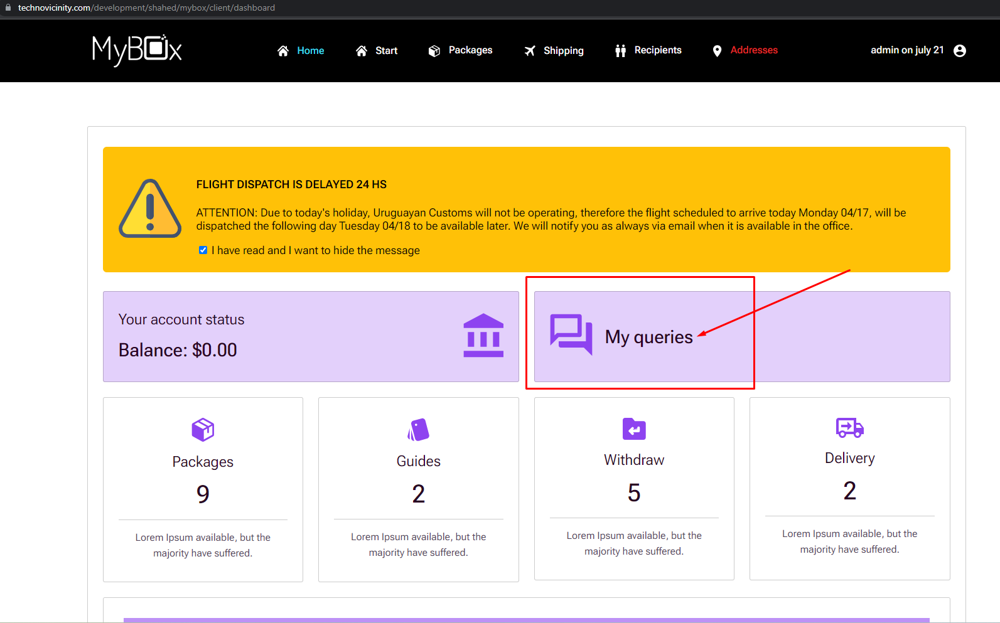 technovicinity.com/development/shahed/mybox/client/dashboard
MyBOx
Home
Start
Packages
Shipping
Recipients
Addresses
admin on july 21
FLIGHT DISPATCH IS DELAYED 24 HS
ATTENTION: Due to today's holiday, Uruguayan Customs will not be operating, therefore the flight scheduled to arrive today Monday 04/17, will be
dispatched the following day Tuesday 04/18 to be available later. We will notify you as always via email when it is available in the office.
I have read and I want to hide the message
Your account status
Balance: $0.00
My queries
Packages
9
Lorem Ipsum available, but the
majority have suffered.
Guides
2
Lorem Ipsum available, but the
majority have suffered.
Withdraw
5
Lorem Ipsum available, but the
majority have suffered.
Delivery
2
Lorem Ipsum available, but the
majority have suffered.